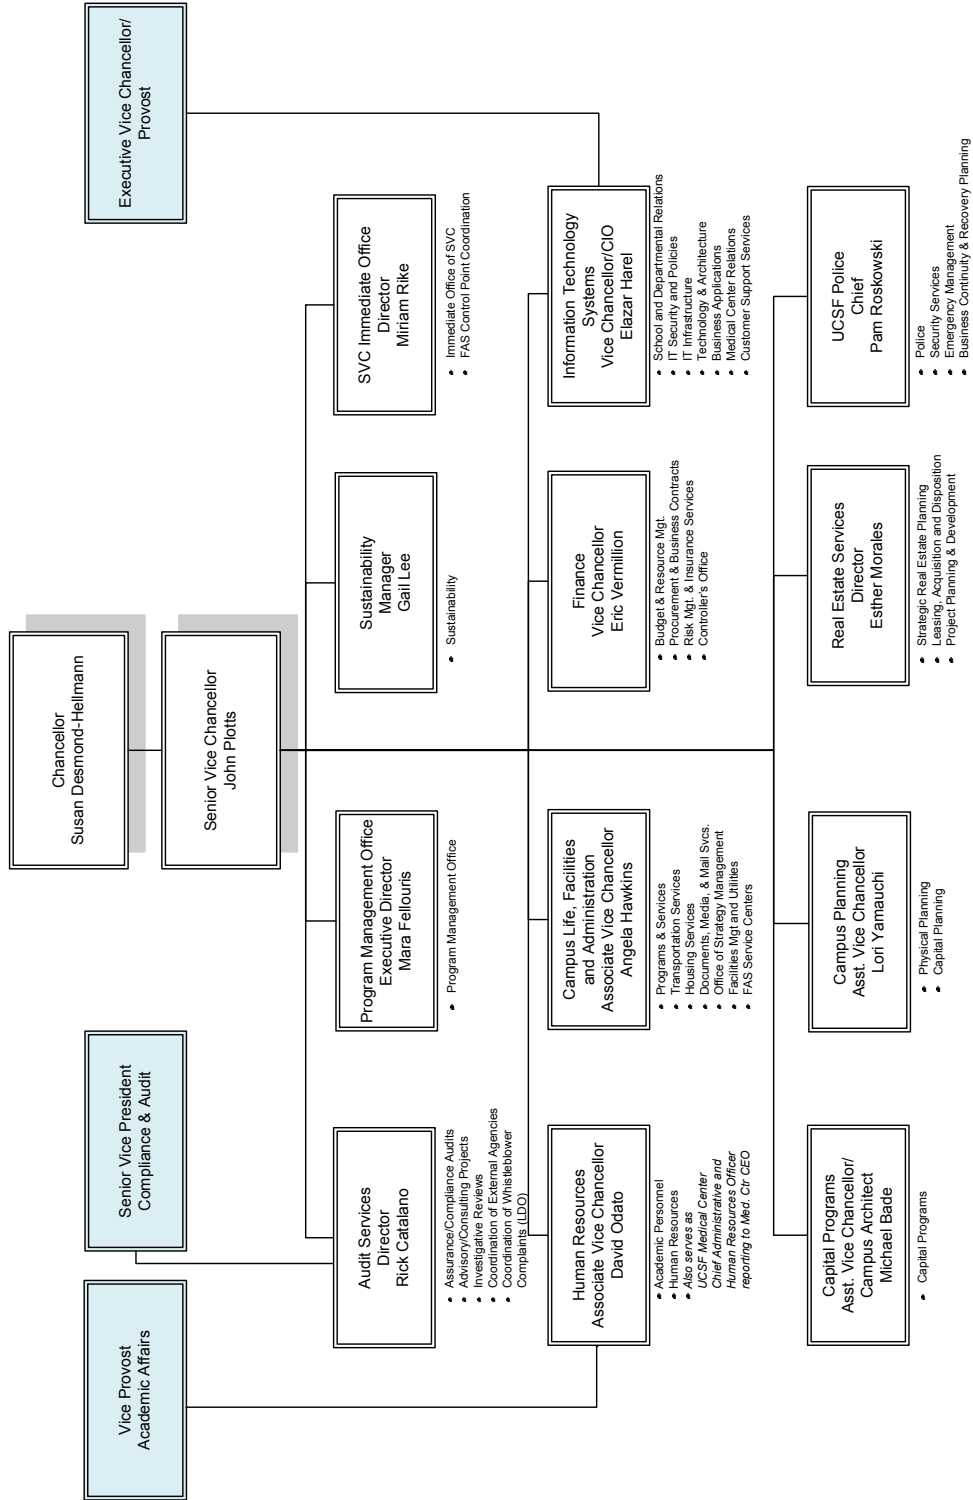 Chancellor
Susan Desmond-Hellmann
Senior Vice Chancellor
John Plotts
Vice Provost
Academic Affairs
Senior Vice President
Compliance & Audit
Executive Vice Chancellor/
Provost
Audit Services
Director
Rick Catalano
• Assurance/Compliance Audits
• Advisory/Consulting Projects
• Investigative Reviews
• Coordination of External Agencies
• Coordination of Whistleblower
Complaints (LDO)
Program Management Office
Executive Director
Mara Fellouris
• Program Management Office
Sustainability
Manager
Gail Lee
• Sustainability
SVC Immediate Office
Director
Miriam Rike
• Immediate Office of SVC
• FAS Control Point Coordination
Human Resources
Associate Vice Chancellor
David Odato
• Academic Personnel
• Human Resources
• Also serves as
UCSF Medical Center
Chief Administrative and
Human Resources Officer
reporting to Med. Ctr CEO
Campus Life, Facilities
and Administration
Associate Vice Chancellor
Angela Hawkins
• Programs & Services
• Transportation Services
• Housing Services
• Documents, Media, & Mail Svcs.
• Office of Strategy Management
• Facilities Mgt and Utilities
• FAS Service Centers
Finance
Vice Chancellor
Eric Vermillion
• Budget & Resource Mgt.
• Procurement & Business Contracts
• Risk Mgt. & Insurance Services
• Controller's Office
Information Technology
Systems
Vice Chancellor/CIO
Elazar Harel
• School and Departmental Relations
• IT Security and Policies
• IT Infrastructure
• Technology & Architecture
• Business Applications
• Medical Center Relations
• Customer Support Services
Capital Programs
Asst. Vice Chancellor/
Campus Architect
Michael Bade
• Capital Programs
Campus Planning
Asst. Vice Chancellor
Lori Yamauchi
• Physical Planning
• Capital Planning
Real Estate Services
Director
Esther Morales
• Strategic Real Estate Planning
• Leasing, Acquisition and Disposition
• Project Planning & Development
UCSF Police
Chief
Pam Roskowski
• Police
• Security Services
• Emergency Management
• Business Continuity & Recovery Planning